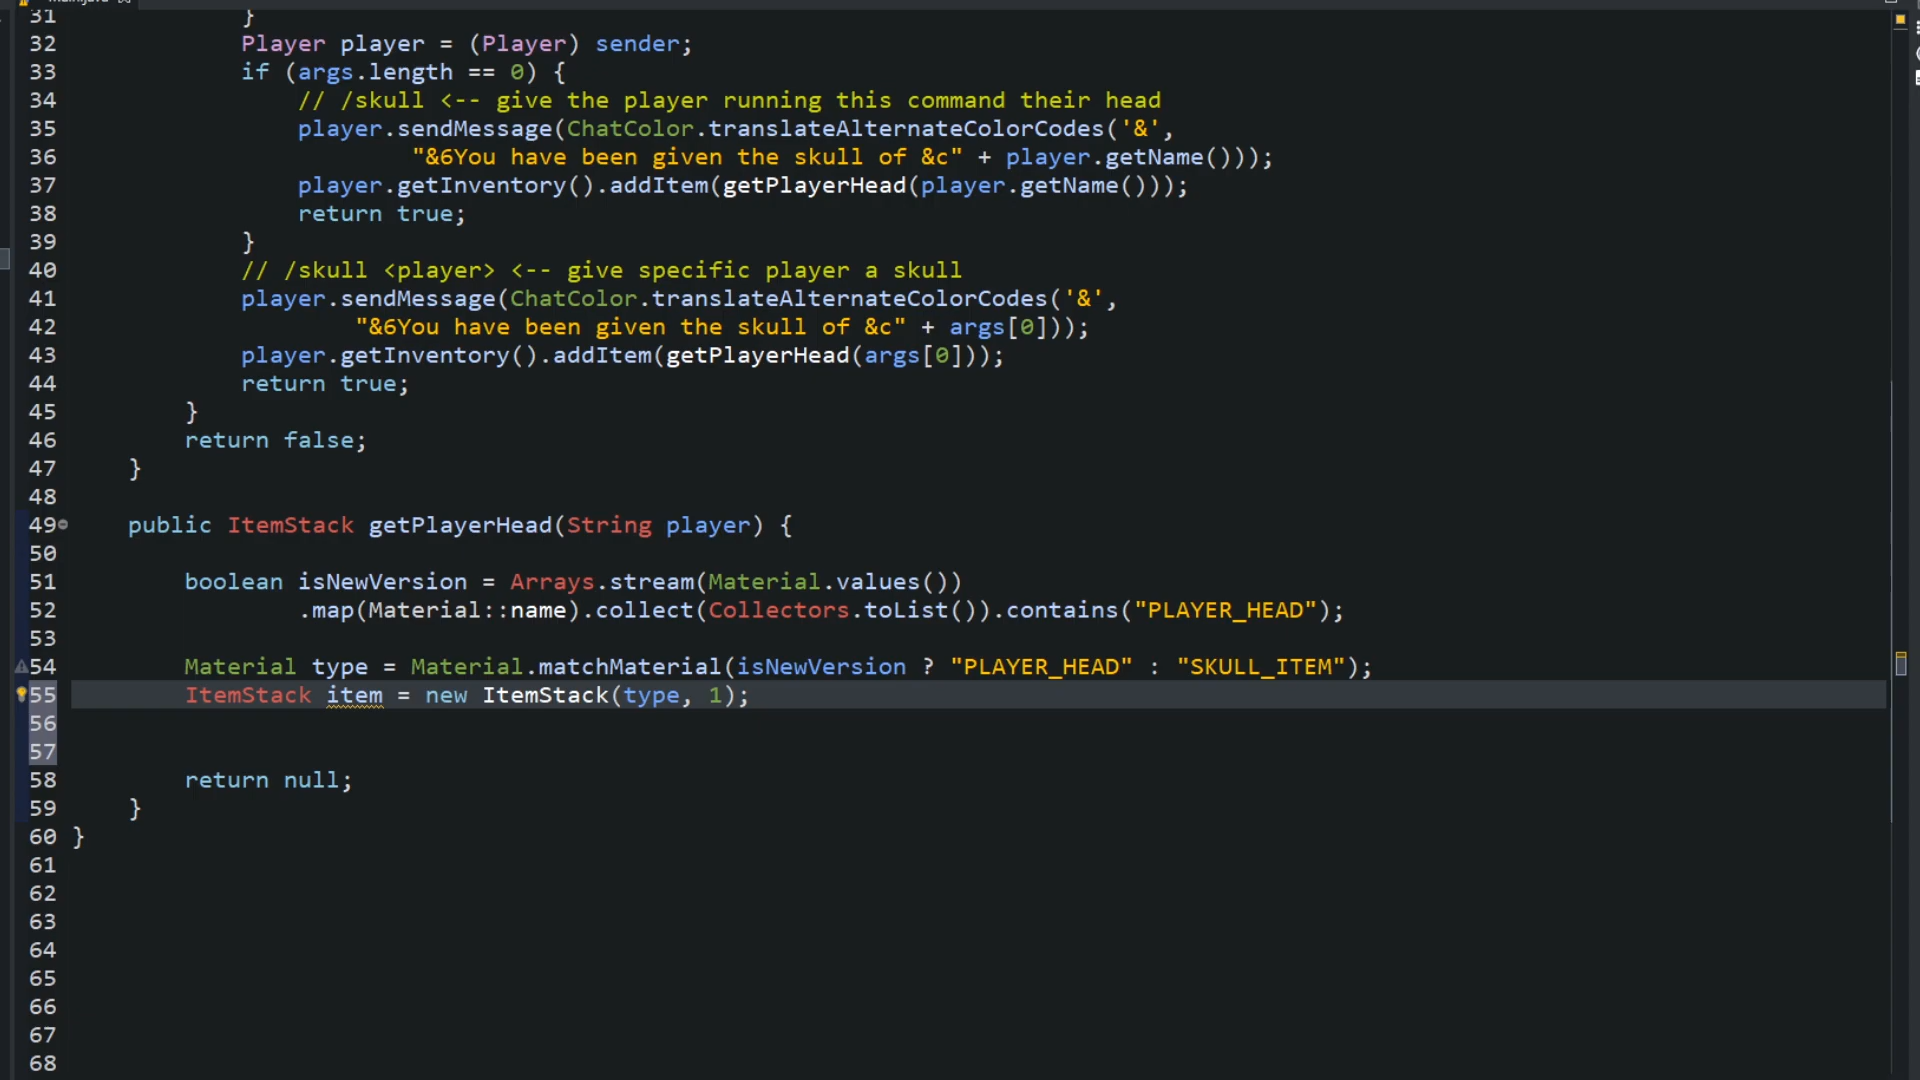 Main.java
31 }
32 Player player = (Player) sender;
33 if (args.length == 0) {
34 // /skull <-- give the player running this command their head
35 player.sendMessage(ChatColor.translateAlternateColorCodes('&',
36 "&6You have been given the skull of &c" + player.getName()));
37 player.getInventory().addItem(getPlayerHead(player.getName()));
38 return true;
39 }
40 // /skull <player> <-- give specific player a skull
41 player.sendMessage(ChatColor.translateAlternateColorCodes('&',
42 "&6You have been given the skull of &c" + args[0]));
43 player.getInventory().addItem(getPlayerHead(args[0]));
44 return true;
45 }
46 return false;
47 }
48
49 public ItemStack getPlayerHead(String player) {
50
51 boolean isNewVersion = Arrays.stream(Material.values())
52 .map(Material::name).collect(Collectors.toList()).contains("PLAYER_HEAD");
53
54 Material type = Material.matchMaterial(isNewVersion ? "PLAYER_HEAD" : "SKULL_ITEM");
55 ItemStack item = new ItemStack(type, 1);
56
57
58 return null;
59 }
60 }
61
62
63
64
65
66
67
68